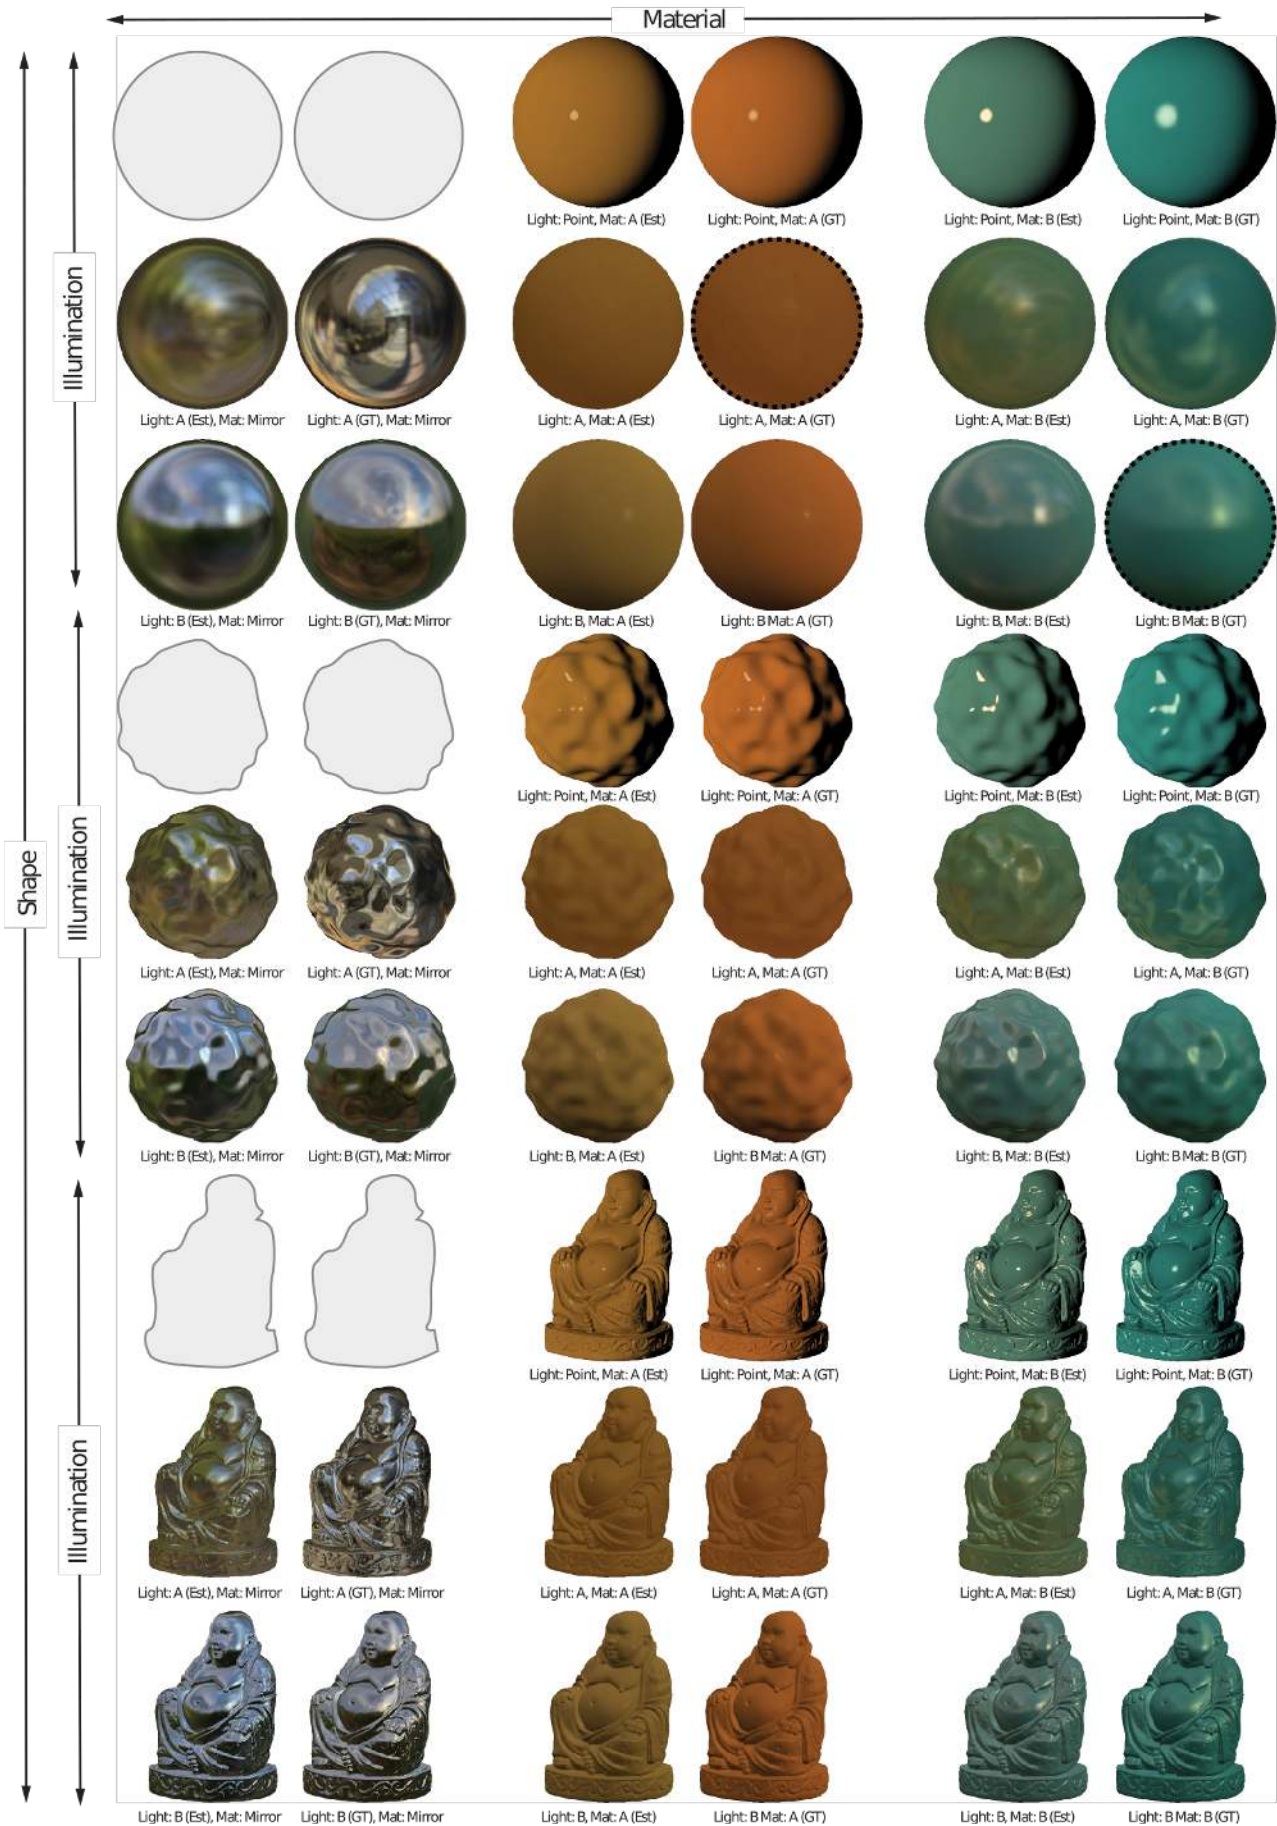 Material
Light: Point, Mat: A (Est) Light: Point, Mat: A (GT) Light: Point, Mat: B (Est) Light: Point, Mat: B (GT)
Light: A (Est), Mat: Mirror Light: A (GT), Mat: Mirror Light: A, Mat: A (Est) Light: A, Mat: A (GT) Light: A, Mat: B (Est) Light: A, Mat: B (GT)
Illumination
Light: B (Est), Mat: Mirror Light: B (GT), Mat: Mirror Light: B, Mat: A (Est) Light: B Mat: A (GT) Light: B, Mat: B (Est) Light: B Mat: B (GT)
Light: Point, Mat: A (Est) Light: Point, Mat: A (GT) Light: Point, Mat: B (Est) Light: Point, Mat: B (GT)
Shape
Illumination
Light: A (Est), Mat: Mirror Light: A (GT), Mat: Mirror Light: A, Mat: A (Est) Light: A, Mat: A (GT) Light: A, Mat: B (Est) Light: A, Mat: B (GT)
Light: B (Est), Mat: Mirror Light: B (GT), Mat: Mirror Light: B, Mat: A (Est) Light: B Mat: A (GT) Light: B, Mat: B (Est) Light: B Mat: B (GT)
Light: Point, Mat: A (Est) Light: Point, Mat: A (GT) Light: Point, Mat: B (Est) Light: Point, Mat: B (GT)
Illumination
Light: A (Est), Mat: Mirror Light: A (GT), Mat: Mirror Light: A, Mat: A (Est) Light: A, Mat: A (GT) Light: A, Mat: B (Est) Light: A, Mat: B (GT)
Light: B (Est), Mat: Mirror Light: B (GT), Mat: Mirror Light: B, Mat: A (Est) Light: B Mat: A (GT) Light: B, Mat: B (Est) Light: B Mat: B (GT)